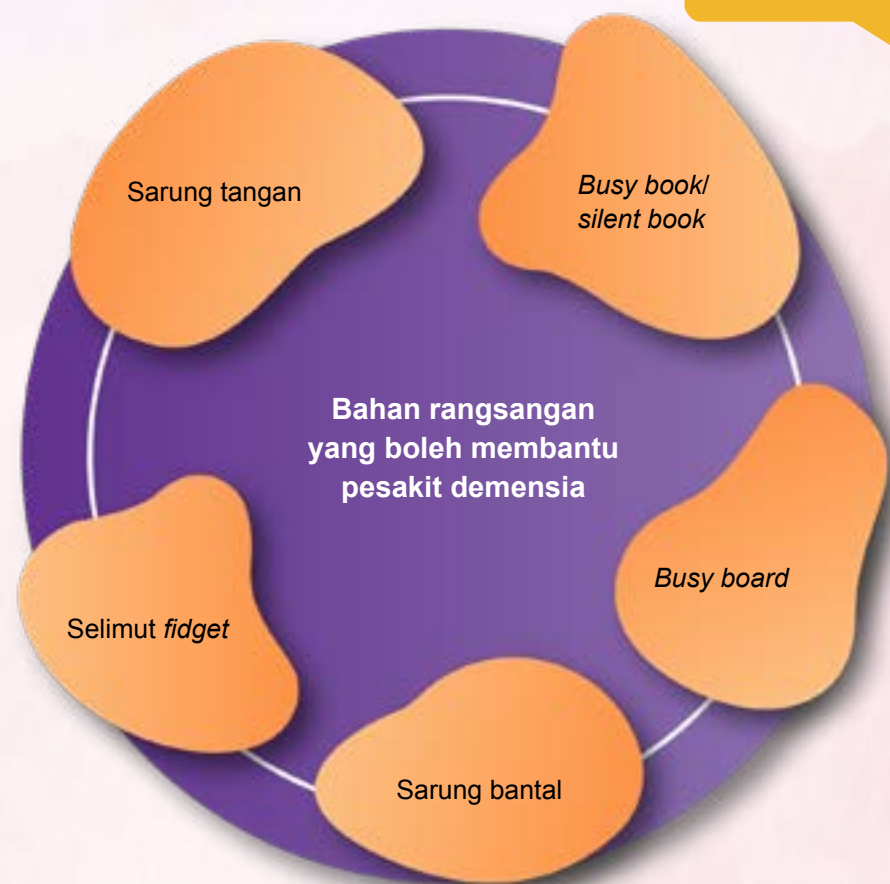 Sarung tangan
Busy book/
silent book
Bahan rangsangan
yang boleh membantu
pesakit demensia
Busy board
Selimut fidget
Sarung bantal